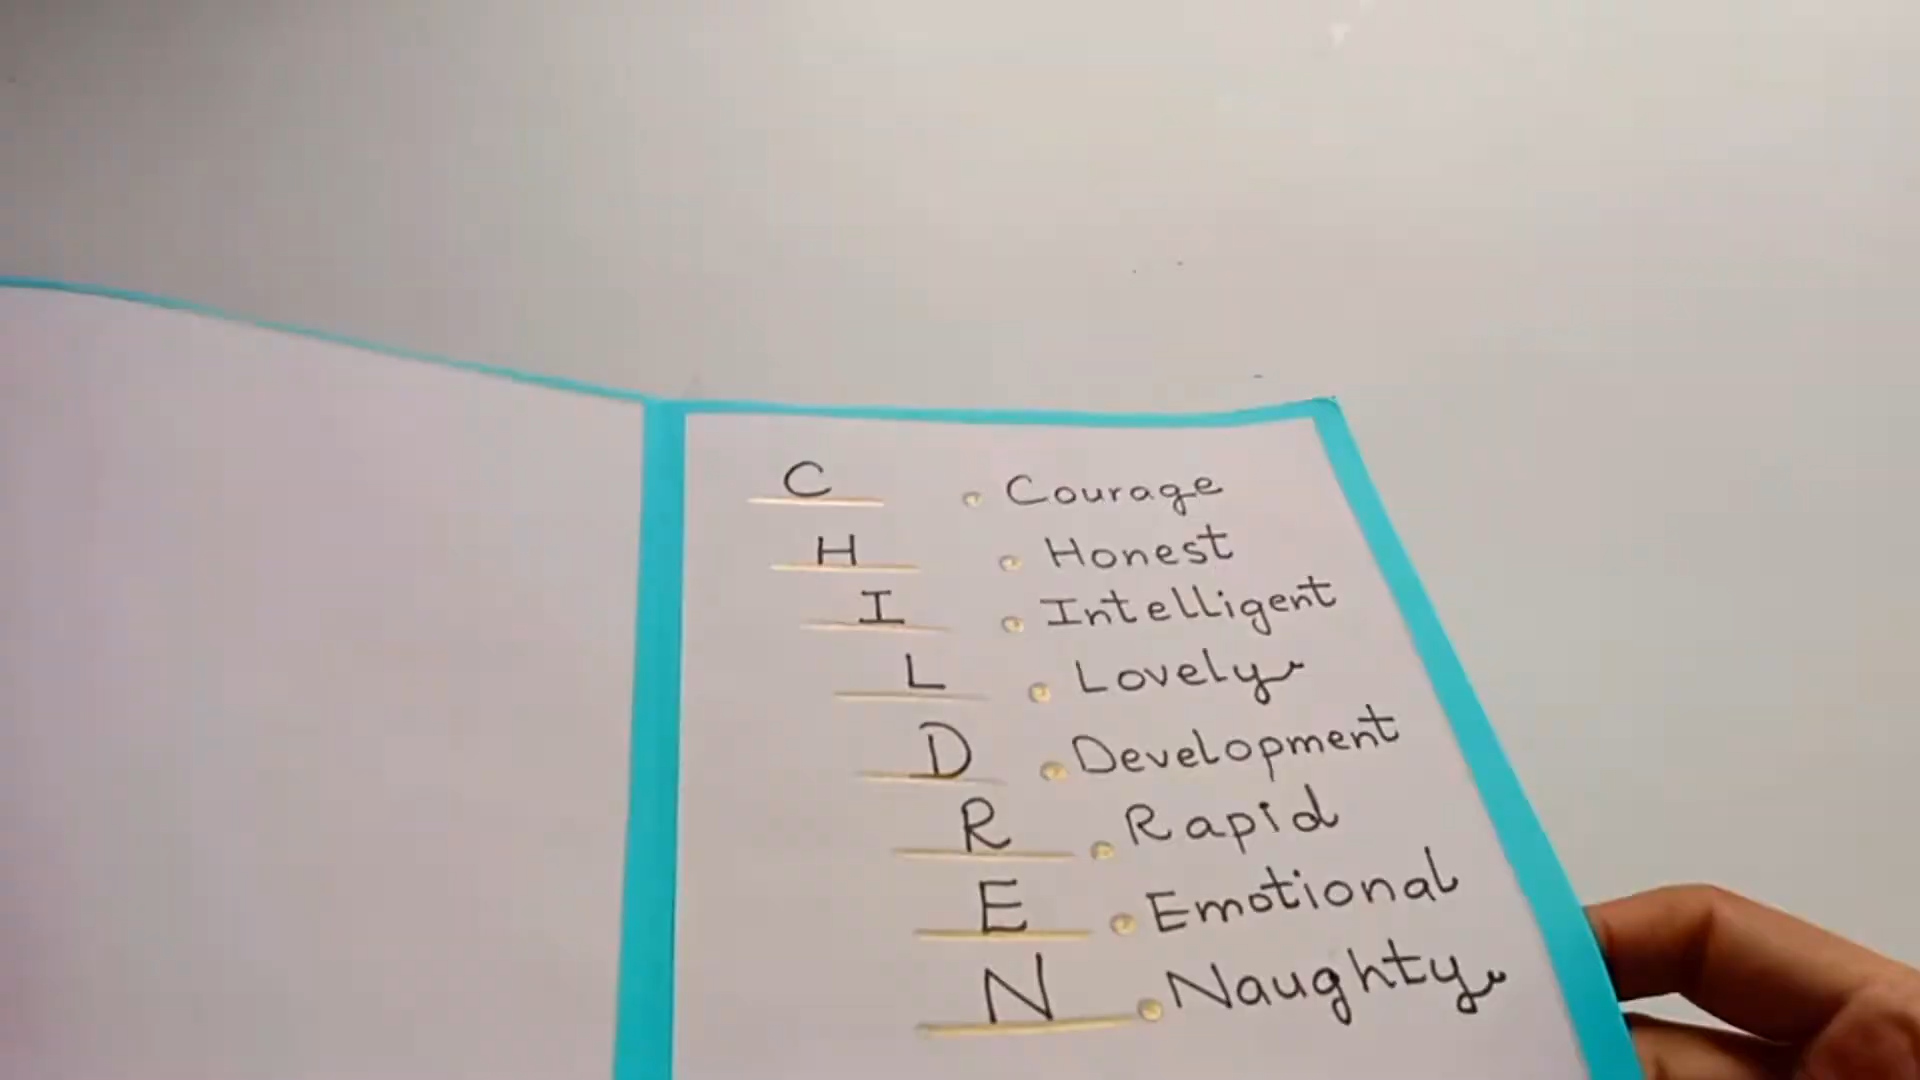 C • Courage
H • Honest
I • Intelligent
L • Lovely
D • Development
R • Rapid
E • Emotional
N • Naughty